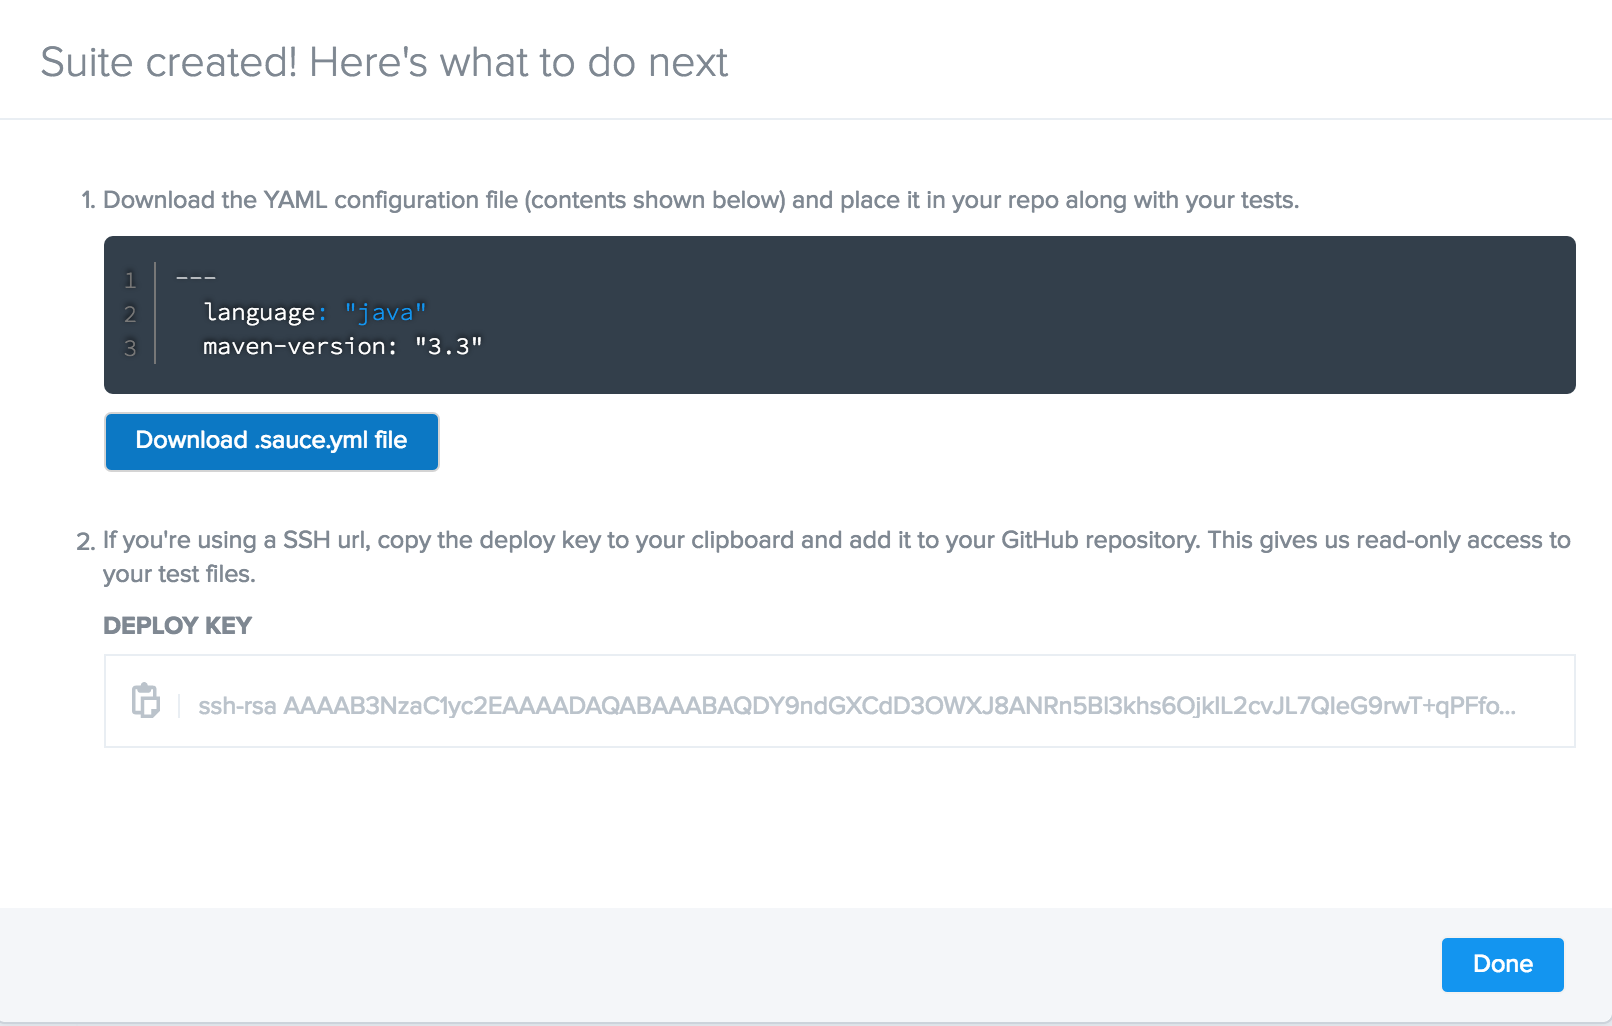 Suite created! Here's what to do next
1. Download the YAML configuration file (contents shown below) and place it in your repo along with your tests.
1 ---
2 language: "java"
3 maven-version: "3.3"
Download .sauce.yml file
2. If you're using a SSH url, copy the deploy key to your clipboard and add it to your GitHub repository. This gives us read-only access to
your test files.
DEPLOY KEY
ssh-rsa AAAAB3NzaC1yc2EAAAADAQABAAABAQDY9ndGXCdD3OWXJ8ANRn5BI3khs6OjklL2cvJL7QIeG9rwT+qPFfo...
Done